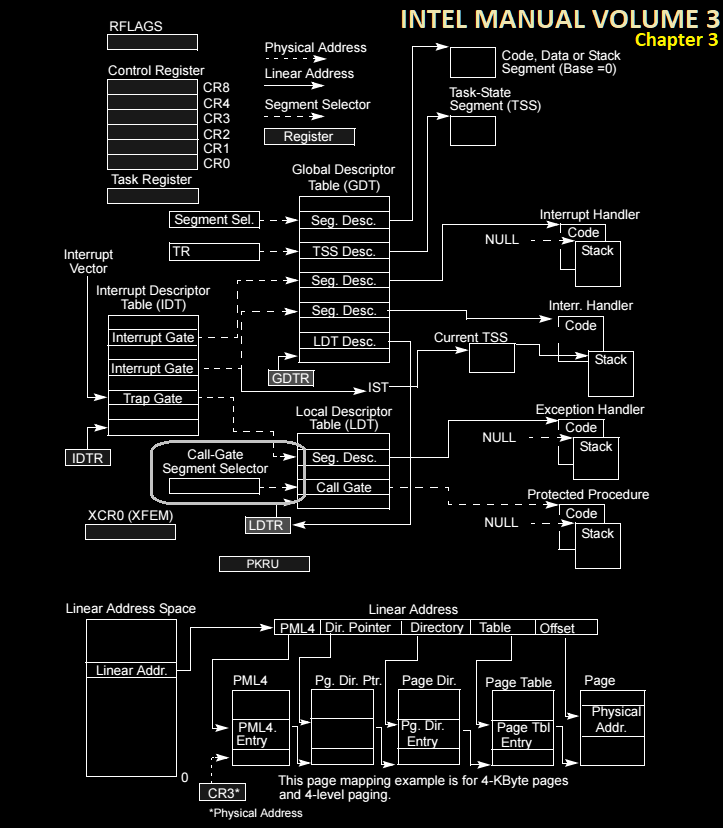 INTEL MANUAL VOLUME 3
Chapter 3
RFLAGS
Control Register
CR8
CR4
CR3
CR2
CR1
CR0
Task Register
Physical Address
Linear Address
Segment Selector
Register
Code, Data or Stack
Segment (Base =0)
Task-State
Segment (TSS)
Global Descriptor
Table (GDT)
Segment Sel.
Seg. Desc.
TR
TSS Desc.
Seg. Desc.
Seg. Desc.
LDT Desc.
GDTR
Interrupt
Vector
Interrupt Descriptor
Table (IDT)
Interrupt Gate
Interrupt Gate
Trap Gate
IDTR
Interrupt Handler
NULL
Code
Stack
Interr. Handler
Code
Current TSS
Stack
IST
Local Descriptor
Table (LDT)
Call-Gate
Segment Selector
Seg. Desc.
Call Gate
LDTR
Exception Handler
NULL
Code
Stack
Protected Procedure
NULL
Code
Stack
XCR0 (XFEM)
PKRU
Linear Address Space
Linear Addr.
0
Linear Address
PML4
Dir. Pointer
Directory
Table
Offset
PML4
Pg. Dir. Ptr.
Page Dir.
Page Table
Page
PML4.
Entry
Pg. Dir.
Entry
Page Tbl
Entry
Physical
Addr.
CR3*
*Physical Address
This page mapping example is for 4-KByte pages
and 4-level paging.